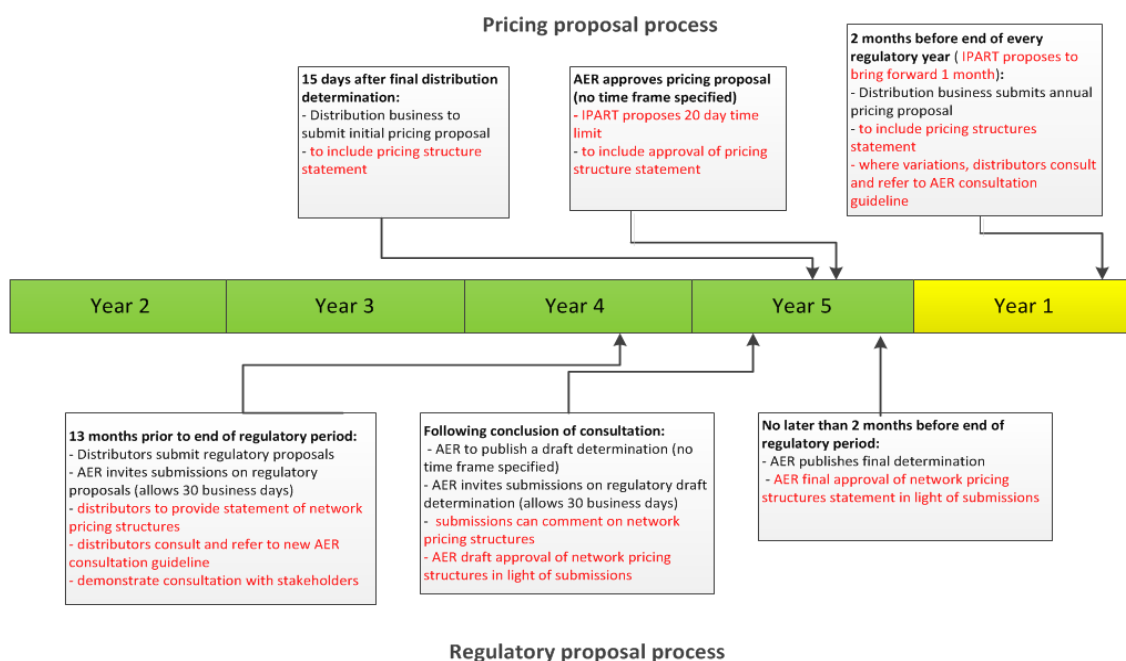 Pricing proposal process
15 days after final distribution
determination:
- Distribution business to
submit initial pricing proposal
- to include pricing structure
statement
AER approves pricing proposal
(no time frame specified)
- IPART proposes 20 day time
limit
- to include approval of pricing
structure statement
2 months before end of every
regulatory year ( IPART proposes to
bring forward 1 month):
- Distribution business submits annual
pricing proposal
- to include pricing structures
statement
- where variations, distributors consult
and refer to AER consultation
guideline
Year 2
Year 3
Year 4
Year 5
Year 1
13 months prior to end of regulatory period:
- Distributors submit regulatory proposals
- AER invites submissions on regulatory
proposals (allows 30 business days)
- distributors to provide statement of network
pricing structures
- distributors consult and refer to new AER
consultation guideline
- demonstrate consultation with stakeholders
Following conclusion of consultation:
- AER to publish a draft determination (no
time frame specified)
- AER invites submissions on regulatory draft
determination (allows 30 business days)
- submissions can comment on network
pricing structures
- AER draft approval of network pricing
structures in light of submissions
No later than 2 months before end of
regulatory period:
- AER publishes final determination
- AER final approval of network pricing
structures statement in light of submissions
Regulatory proposal process